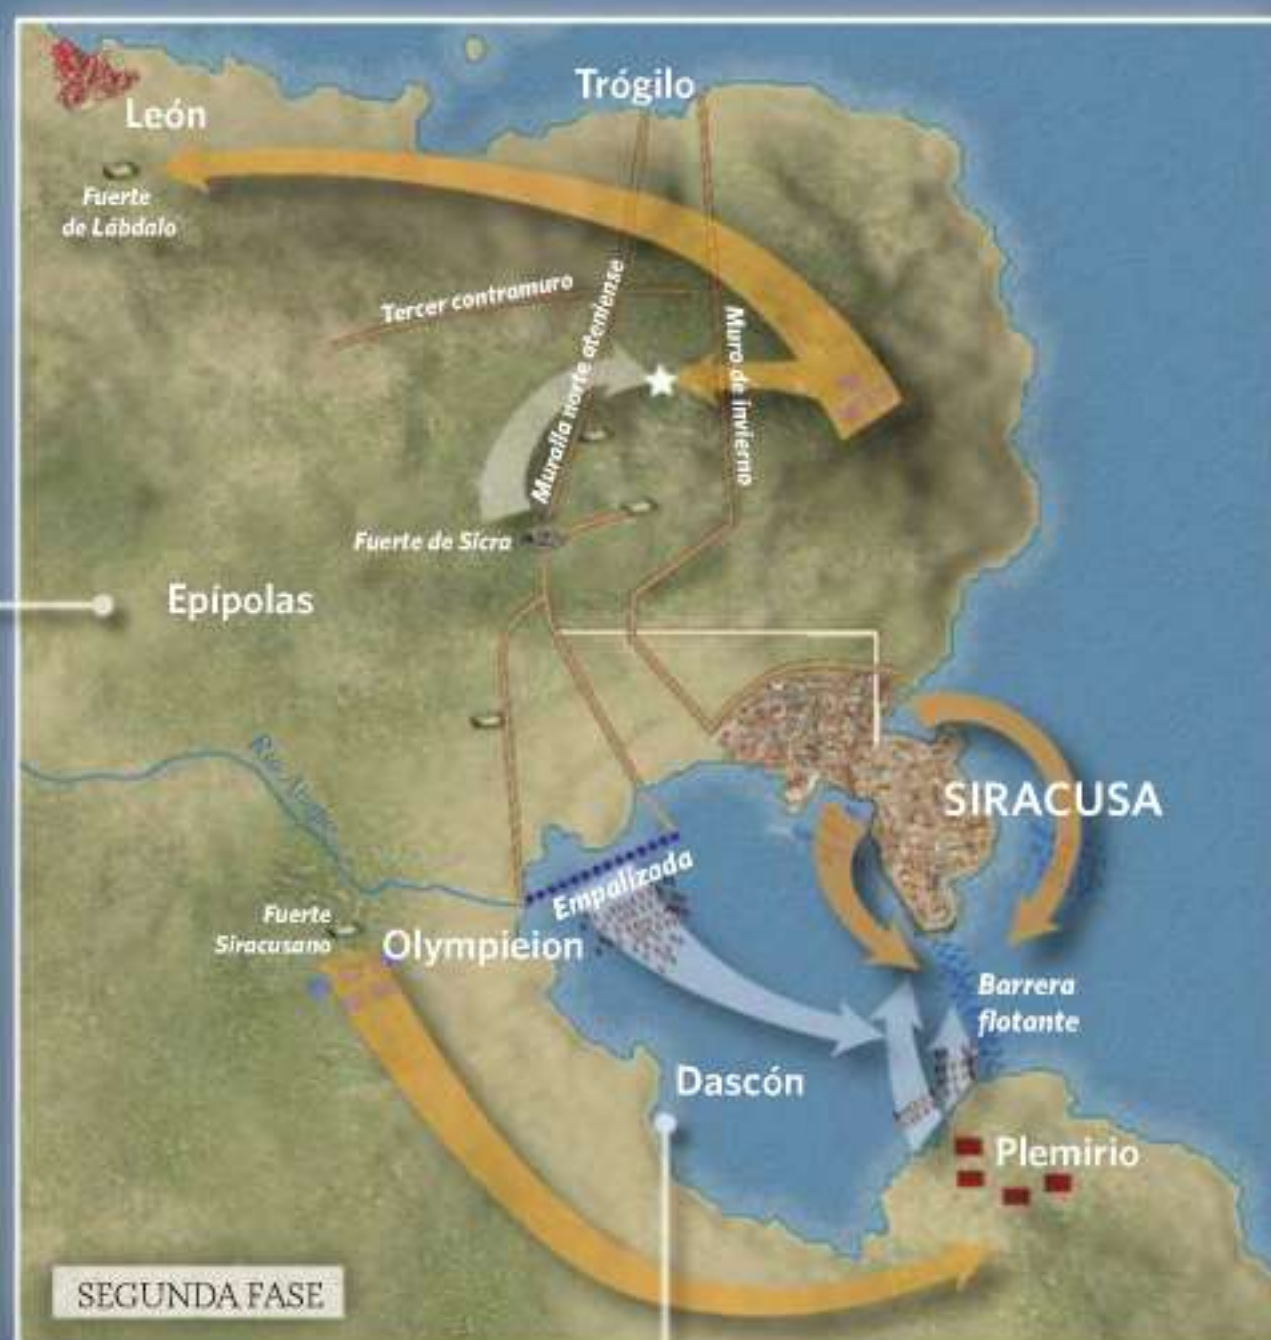 Trógilo
León
Fuerte
de Lábdalo
Tercer contramuro
Muralla norte ateniense
Muro de invierno
Fuerte de Sicra
Epípolas
Río
SIRACUSA
Empalizada
Fuerte
Siracusano
Olympieion
Barrera
flotante
Dascón
Plemirio
SEGUNDA FASE